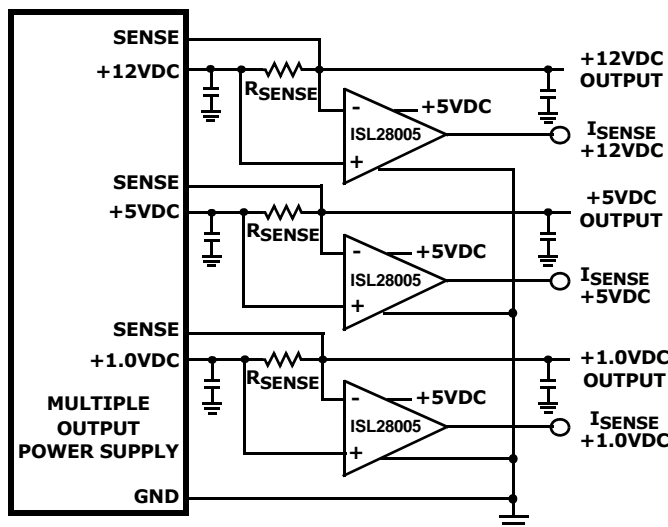 SENSE
+12VDC
RSENSE
+12VDC
OUTPUT
-
+5VDC
ISL28005
+
ISENSE
+12VDC
SENSE
+5VDC
RSENSE
+5VDC
OUTPUT
-
+5VDC
ISL28005
+
ISENSE
+5VDC
SENSE
+1.0VDC
RSENSE
+1.0VDC
OUTPUT
-
+5VDC
ISL28005
+
ISENSE
+1.0VDC
MULTIPLE
OUTPUT
POWER SUPPLY
GND